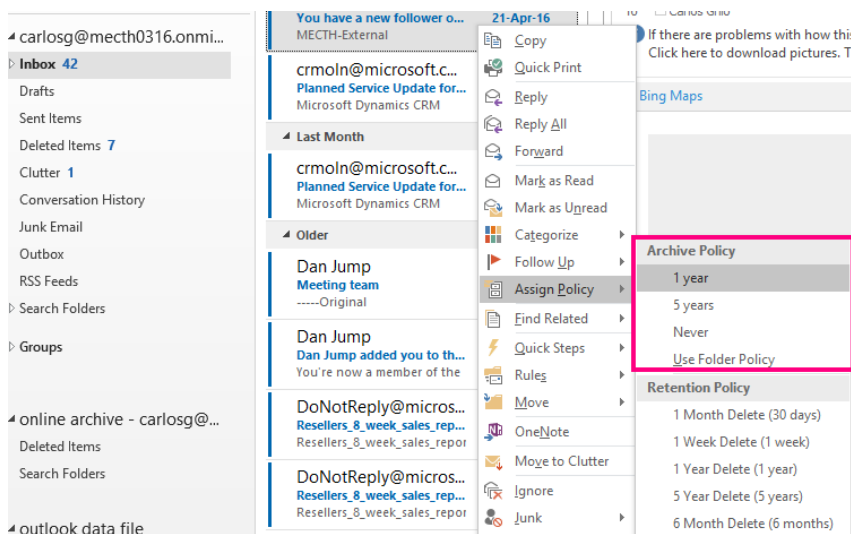 carlosg@mecth0316.onmi...
Inbox 42
Drafts
Sent Items
Deleted Items 7
Clutter 1
Conversation History
Junk Email
Outbox
RSS Feeds
Search Folders
Groups
online archive - carlosg@...
Deleted Items
Search Folders
outlook data file
You have a new follower o... 21-Apr-16
MECTH-External
crmoln@microsoft.c...
Planned Service Update for...
Microsoft Dynamics CRM
Last Month
crmoln@microsoft.c...
Planned Service Update for...
Microsoft Dynamics CRM
Older
Dan Jump
Meeting team
-----Original
Dan Jump
Dan Jump added you to th...
You're now a member of the
DoNotReply@micros...
Resellers_8_week_sales_rep...
Resellers_8_week_sales_repor
DoNotReply@micros...
Resellers_8_week_sales_rep...
Resellers_8_week_sales_repor
Copy
Quick Print
Reply
Reply All
Forward
Mark as Read
Mark as Unread
Categorize
Follow Up
Assign Policy
Find Related
Quick Steps
Rules
Move
OneNote
Move to Clutter
Ignore
Junk
To Carlos Grilo
If there are problems with how this
Click here to download pictures. T
Bing Maps
Archive Policy
1 year
5 years
Never
Use Folder Policy
Retention Policy
1 Month Delete (30 days)
1 Week Delete (1 week)
1 Year Delete (1 year)
5 Year Delete (5 years)
6 Month Delete (6 months)